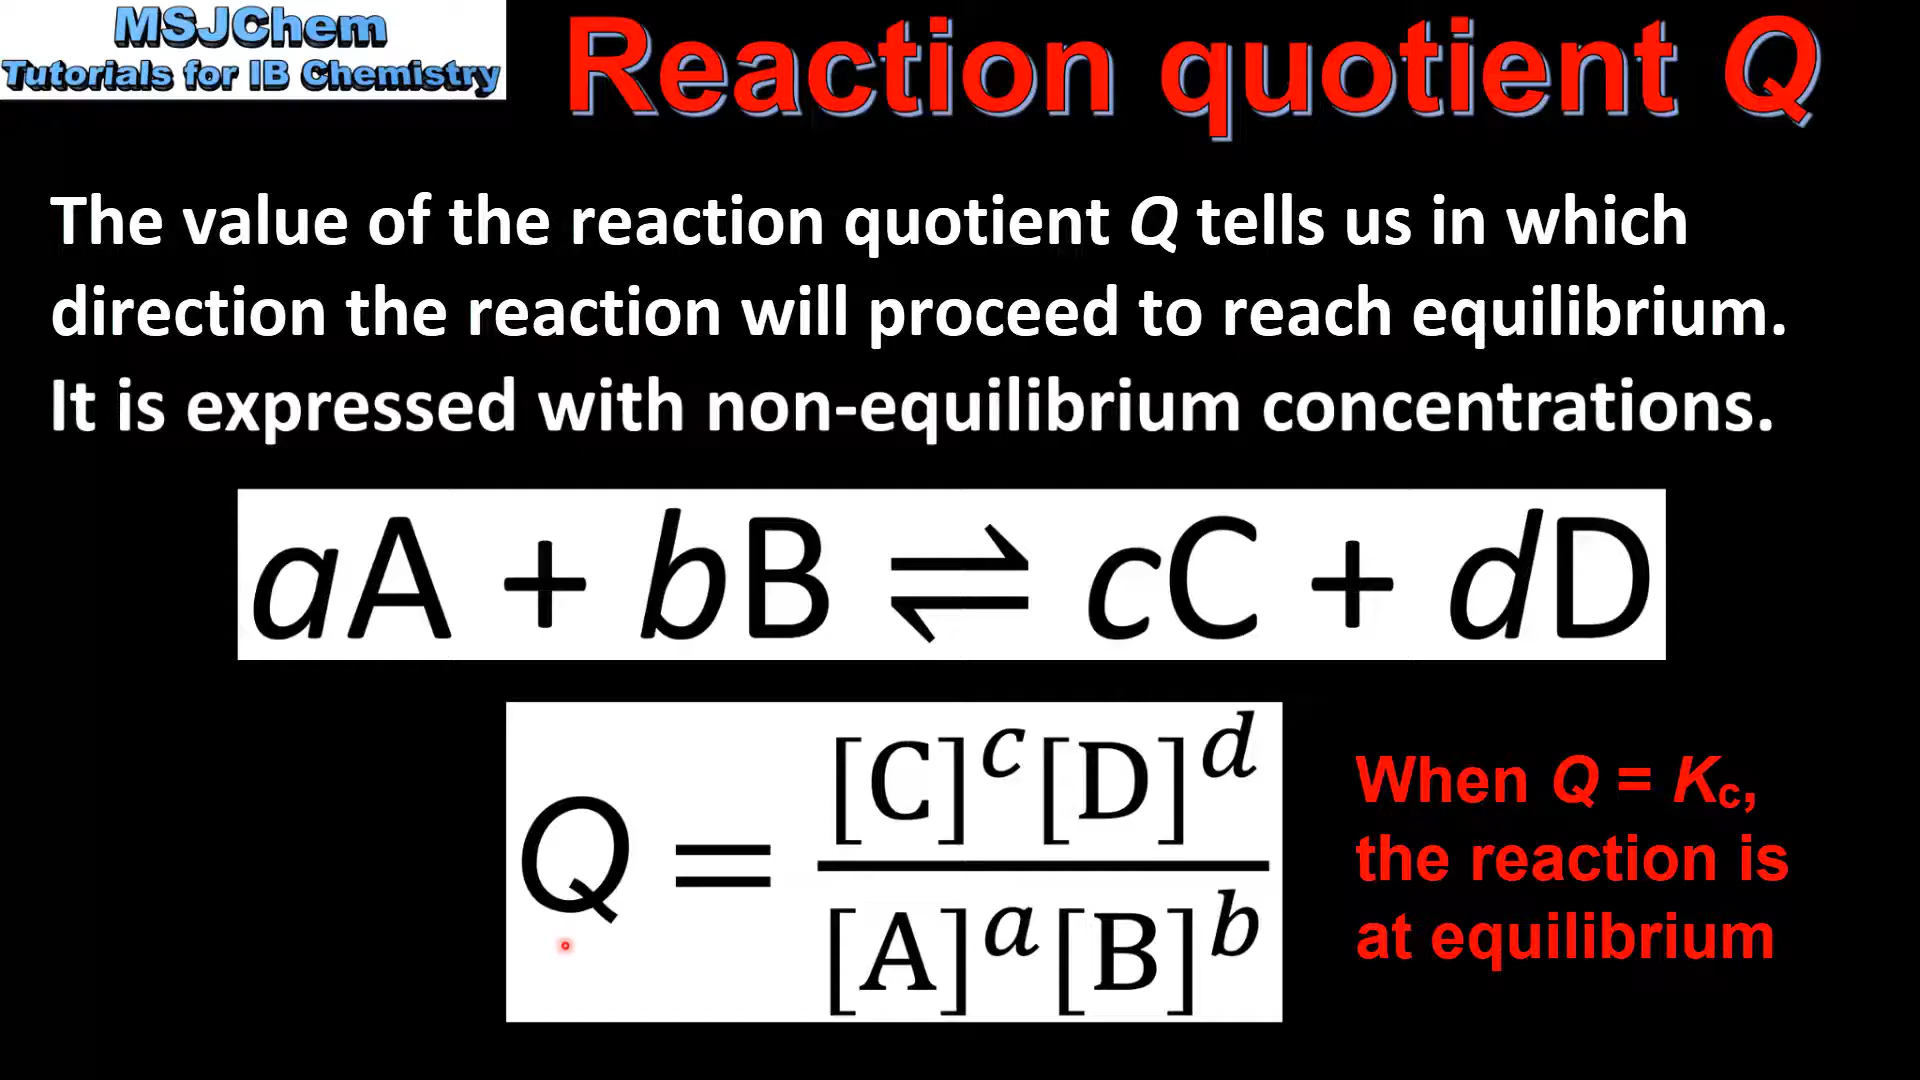 MSJChem
Tutorials for IB Chemistry
Reaction quotient Q
The value of the reaction quotient Q tells us in which
direction the reaction will proceed to reach equilibrium.
It is expressed with non-equilibrium concentrations.
aA + bB ⇌ cC + dD
Q = [C]^c [D]^d / [A]^a [B]^b
When Q = Kc,
the reaction is
at equilibrium